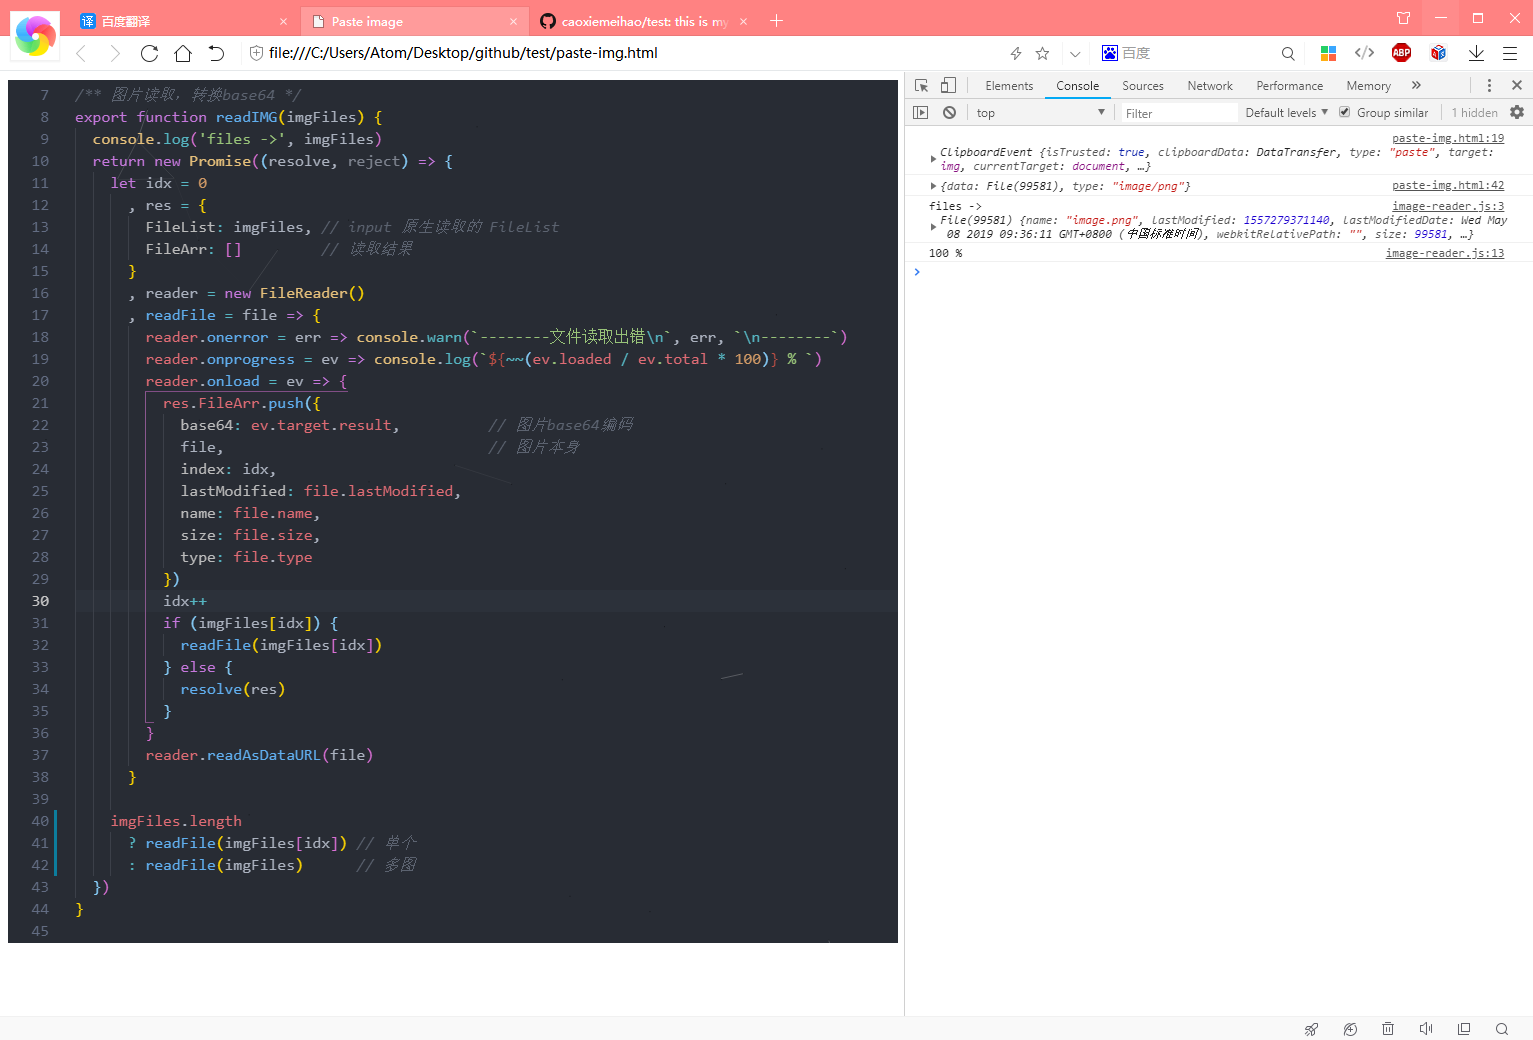 译 百度翻译
Paste image
caoxiemeihao/test: this is my
file:///C:/Users/Atom/Desktop/github/test/paste-img.html
百度
ABP
7 /** 图片读取，转换base64 */
8 export function readIMG(imgFiles) {
9 console.log('files ->', imgFiles)
10 return new Promise((resolve, reject) => {
11 let idx = 0
12 , res = {
13 FileList: imgFiles, // input 原生读取的 FileList
14 FileArr: [] // 读取结果
15 }
16 , reader = new FileReader()
17 , readFile = file => {
18 reader.onerror = err => console.warn(`--------文件读取出错\n`, err, `\n--------`)
19 reader.onprogress = ev => console.log(`${~~(ev.loaded / ev.total * 100)} % `)
20 reader.onload = ev => {
21 res.FileArr.push({
22 base64: ev.target.result, // 图片base64编码
23 file, // 图片本身
24 index: idx,
25 lastModified: file.lastModified,
26 name: file.name,
27 size: file.size,
28 type: file.type
29 })
30 idx++
31 if (imgFiles[idx]) {
32 readFile(imgFiles[idx])
33 } else {
34 resolve(res)
35 }
36 }
37 reader.readAsDataURL(file)
38 }
39
40 imgFiles.length
41 ? readFile(imgFiles[idx]) // 单个
42 : readFile(imgFiles) // 多图
43 })
44 }
45
Elements Console Sources Network Performance Memory »
top Filter Default levels Group similar 1 hidden
paste-img.html:19
ClipboardEvent {isTrusted: true, clipboardData: DataTransfer, type: "paste", target:
img, currentTarget: document, …}
{data: File(99581), type: "image/png"} paste-img.html:42
files -> image-reader.js:3
File(99581) {name: "image.png", lastModified: 1557279371140, lastModifiedDate: Wed May
08 2019 09:36:11 GMT+0800 (中国标准时间), webkitRelativePath: "", size: 99581, …}
100 % image-reader.js:13